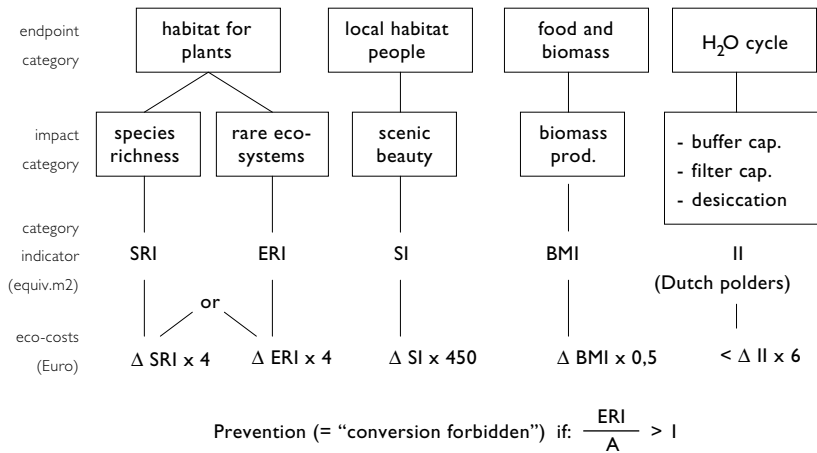 endpoint
category
habitat for
plants
local habitat
people
food and
biomass
H₂O cycle
impact
category
species
richness
rare eco-
systems
scenic
beauty
biomass
prod.
- buffer cap.
- filter cap.
- desiccation
category
indicator
(equiv.m2)
SRI
ERI
SI
BMI
II
(Dutch polders)
or
eco-costs
(Euro)
Δ SRI x 4
Δ ERI x 4
Δ SI x 450
Δ BMI x 0,5
< Δ II x 6
Prevention (= “conversion forbidden”) if: ERI
A
> 1